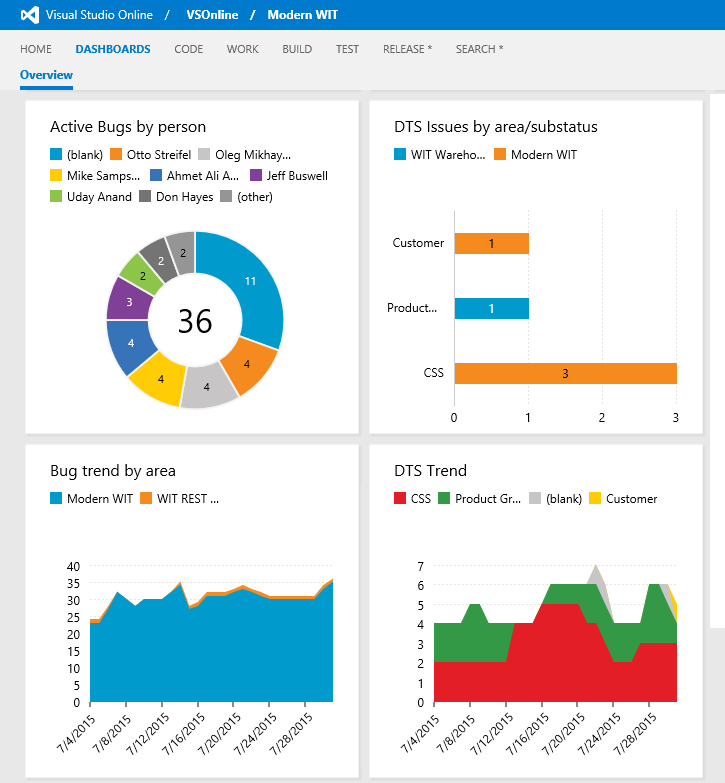 Visual Studio Online / VSOnline / Modern WIT
HOME DASHBOARDS CODE WORK BUILD TEST RELEASE * SEARCH *
Overview
Active Bugs by person
(blank) Otto Streifel Oleg Mikhay...
Mike Samps... Ahmet Ali A... Jeff Buswell
Uday Anand Don Hayes (other)
2
2
2
11
3
36
4
4
4
4
DTS Issues by area/substatus
WIT Wareho... Modern WIT
Customer 1
Product... 1
CSS 3
0 1 2 3
Bug trend by area
Modern WIT WIT REST ...
40
35
30
25
20
15
10
5
0
7/4/2015 7/8/2015 7/12/2015 7/16/2015 7/20/2015 7/24/2015 7/28/2015
DTS Trend
CSS Product Gr... (blank) Customer
7
6
5
4
3
2
1
0
7/4/2015 7/8/2015 7/12/2015 7/16/2015 7/20/2015 7/24/2015 7/28/2015